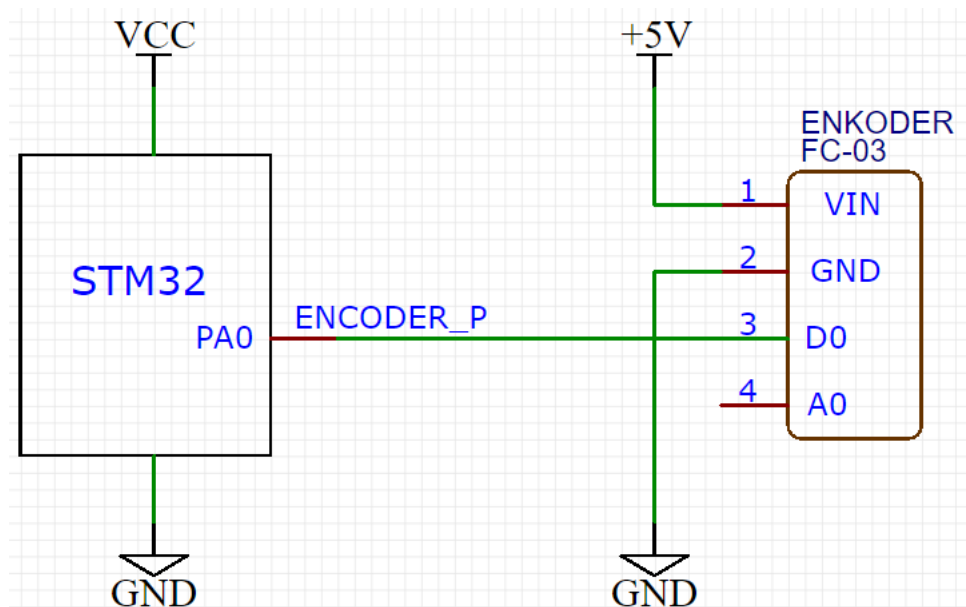 VCC
+5V
ENKODER
FC-03
1
VIN
2
GND
STM32
ENCODER_P
PA0
3
D0
4
A0
GND
GND